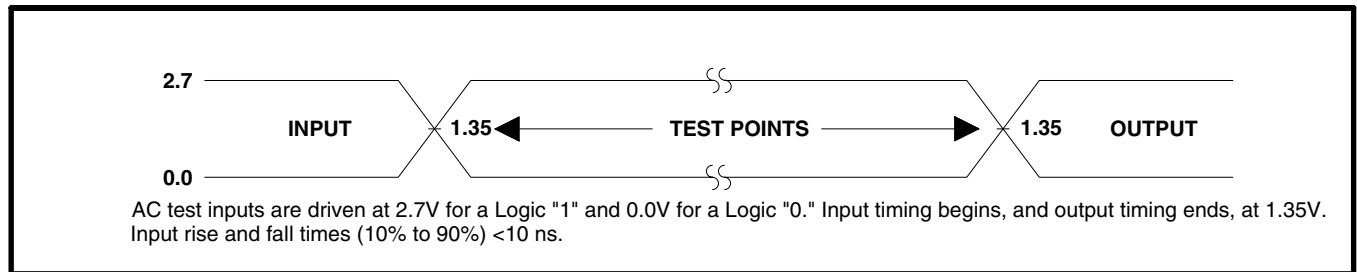 2.7
INPUT 1.35 TEST POINTS 1.35 OUTPUT
0.0
AC test inputs are driven at 2.7V for a Logic "1" and 0.0V for a Logic "0." Input timing begins, and output timing ends, at 1.35V.
Input rise and fall times (10% to 90%) <10 ns.